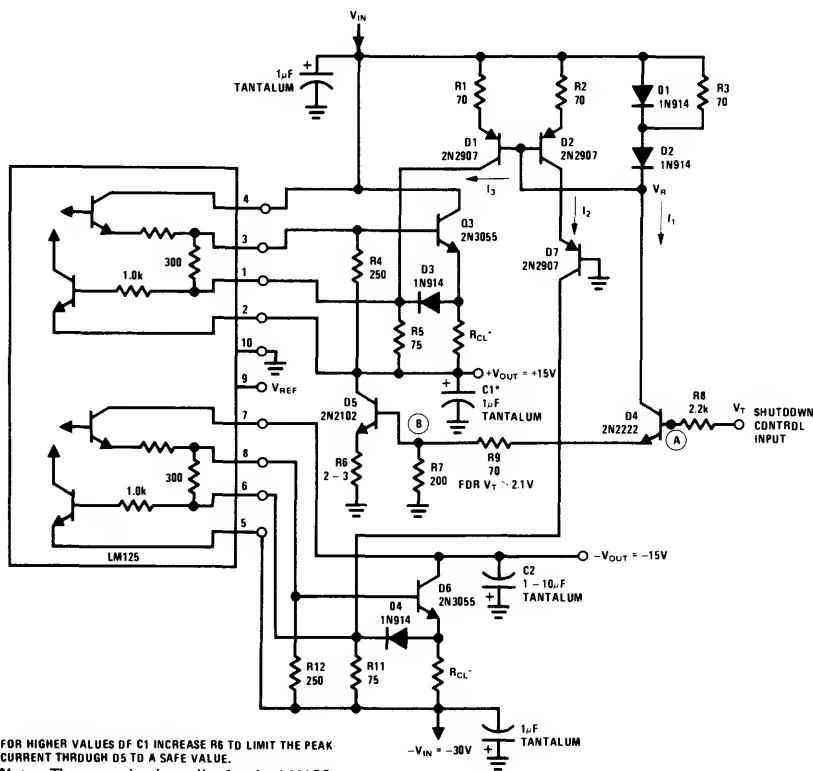 V_IN
1µF
TANTALUM
R1
70
R2
70
D1
1N914
R3
70
D1
2N2907
D2
2N2907
D2
1N914
V_R
I3
I2
I1
4
3
300
1.0k
1
2
10
9
V_REF
7
8
300
6
1.0k
5
LM125
Q3
2N3055
R4
250
D3
1N914
R5
75
R_CL+
D7
2N2907
+V_OUT = +15V
C1*
1µF
TANTALUM
D5
2N2102
B
R6
2 – 3
R7
200
R9
70
FDR V_T > 2.1V
D4
2N2222
A
R8
2.2k
V_T SHUTDOWN
CONTROL
INPUT
–V_OUT = –15V
C2
1 – 10µF
TANTALUM
D6
2N3055
D4
1N914
R12
250
R11
75
R_CL-
–V_IN = –30V
1µF
TANTALUM
FOR HIGHER VALUES DF C1 INCREASE R6 TD LIMIT THE PEAK
CURRENT THRDUGH D5 TD A SAFE VALUE.